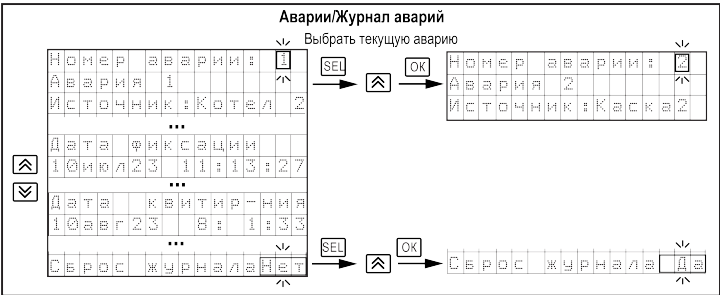 Аварии/Журнал аварий
Выбрать текущую аварию
Номер аварии: 1
Авария 1
Источник:Котел 2
...
Дата фиксации
10июл23 11:13:27
...
Дата квитир-ния
10авг23 8: 1:33
...
Сброс журнала Нет
SEL
OK
Номер аварии: 2
Авария 2
Источник:Каска2
SEL
OK
Сброс журнала Да